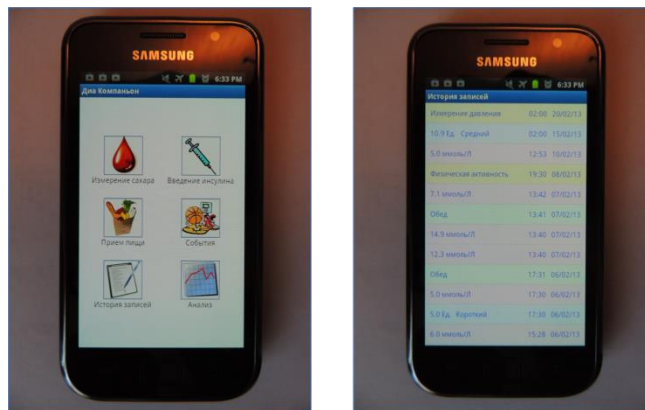 SAMSUNG
6:33 PM
Диа Компаньон
Измерение сахара
Введение инсулина
Прием пищи
События
История записей
Анализ
SAMSUNG
6:33 PM
История записей
Измерение давления 02:00 20/02/13
10.9 Ед. Средний 02:00 15/02/13
5.0 ммоль/Л 12:53 10/02/13
Физическая активность 19:30 08/02/13
7.1 ммоль/Л 13:42 07/02/13
Обед 13:41 07/02/13
14.9 ммоль/Л 13:40 07/02/13
12.3 ммоль/Л 13:40 07/02/13
Обед 17:31 06/02/13
5.0 ммоль/Л 17:30 06/02/13
5.0 Ед. Короткий 17:30 06/02/13
6.0 ммоль/Л 15:28 06/02/13